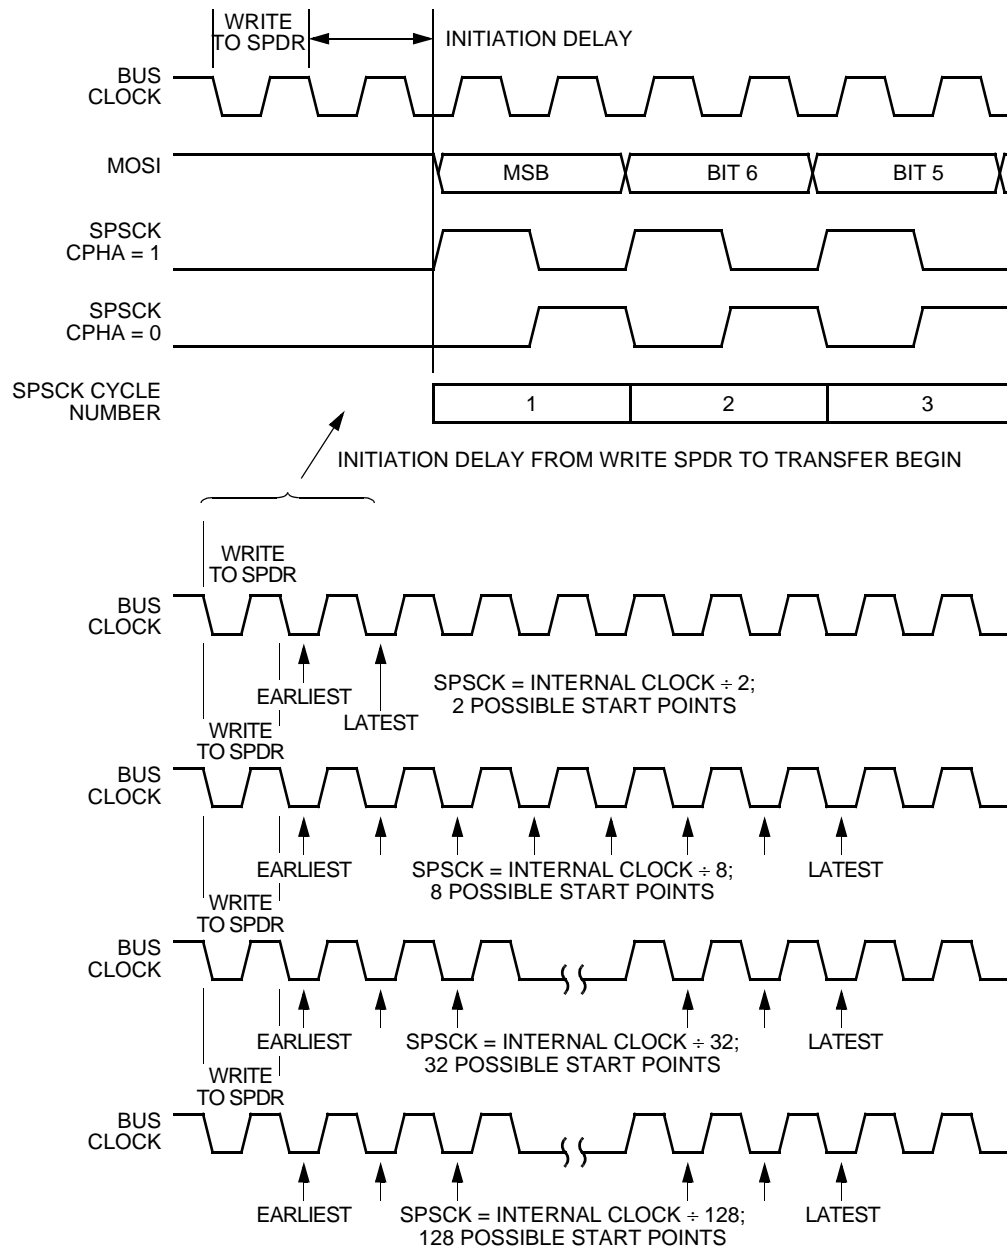 WRITE
TO SPDR
INITIATION DELAY
BUS
CLOCK
MOSI
MSB
BIT 6
BIT 5
SPSCK
CPHA = 1
SPSCK
CPHA = 0
SPSCK CYCLE
NUMBER
1
2
3
INITIATION DELAY FROM WRITE SPDR TO TRANSFER BEGIN
WRITE
TO SPDR
BUS
CLOCK
EARLIEST
LATEST
SPSCK = INTERNAL CLOCK ÷ 2;
2 POSSIBLE START POINTS
WRITE
TO SPDR
BUS
CLOCK
EARLIEST
SPSCK = INTERNAL CLOCK ÷ 8;
8 POSSIBLE START POINTS
LATEST
WRITE
TO SPDR
BUS
CLOCK
EARLIEST
SPSCK = INTERNAL CLOCK ÷ 32;
32 POSSIBLE START POINTS
LATEST
WRITE
TO SPDR
BUS
CLOCK
EARLIEST
SPSCK = INTERNAL CLOCK ÷ 128;
128 POSSIBLE START POINTS
LATEST